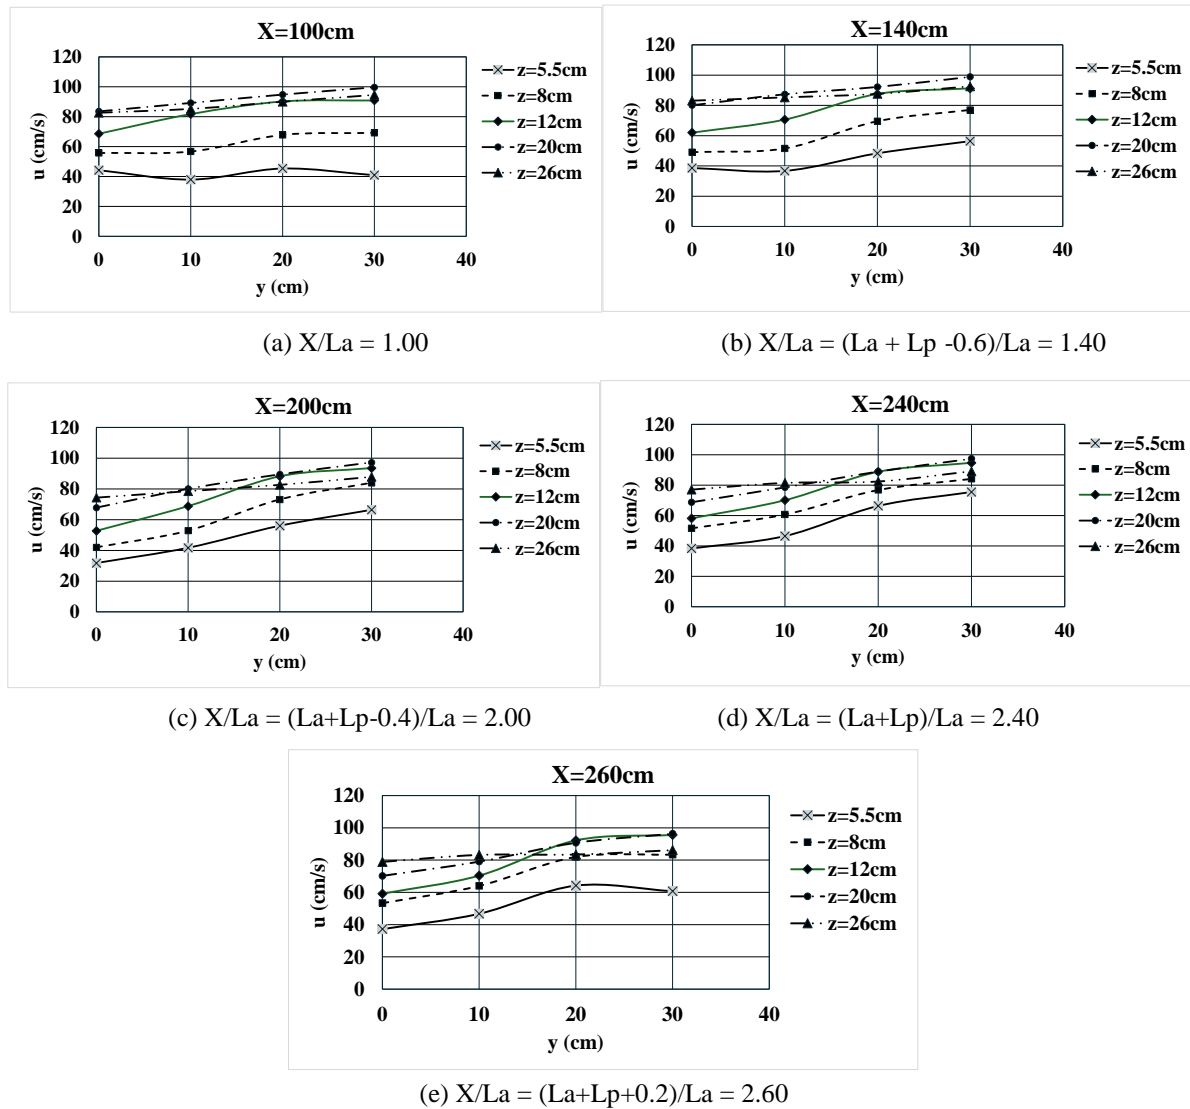 X=100cm
120
100
80
60
40
20
0
u (cm/s)
0 10 20 30 40
y (cm)
z=5.5cm
z=8cm
z=12cm
z=20cm
z=26cm
(a) X/La = 1.00
X=140cm
120
100
80
60
40
20
0
u (cm/s)
0 10 20 30 40
y (cm)
z=5.5cm
z=8cm
z=12cm
z=20cm
z=26cm
(b) X/La = (La + Lp -0.6)/La = 1.40
X=200cm
120
100
80
60
40
20
0
u (cm/s)
0 10 20 30 40
y (cm)
z=5.5cm
z=8cm
z=12cm
z=20cm
z=26cm
(c) X/La = (La+Lp-0.4)/La = 2.00
X=240cm
120
100
80
60
40
20
0
u (cm/s)
0 10 20 30 40
y (cm)
z=5.5cm
z=8cm
z=12cm
z=20cm
z=26cm
(d) X/La = (La+Lp)/La = 2.40
X=260cm
120
100
80
60
40
20
0
u (cm/s)
0 10 20 30 40
y (cm)
z=5.5cm
z=8cm
z=12cm
z=20cm
z=26cm
(e) X/La = (La+Lp+0.2)/La = 2.60